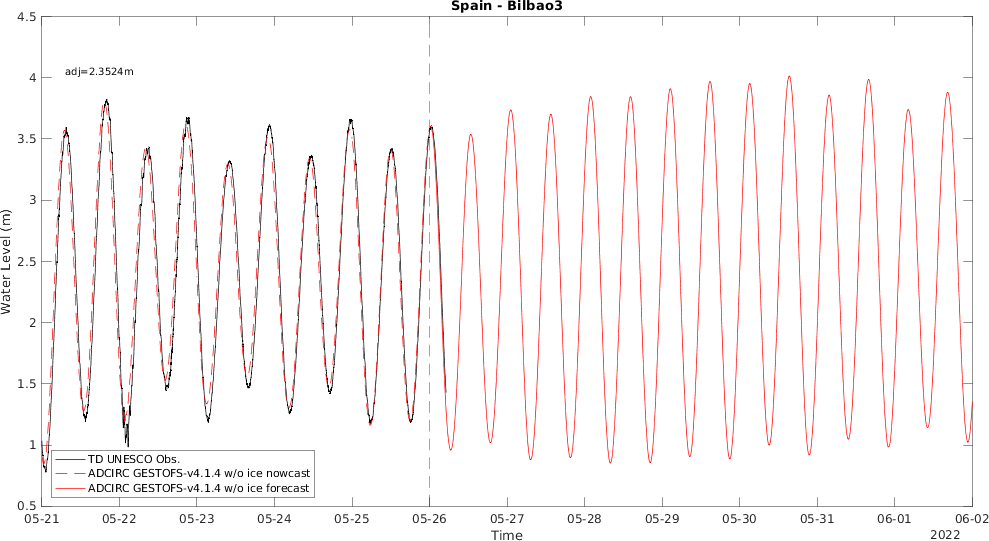 Spain - Bilbao3
4.5
4
3.5
3
2.5
2
1.5
1
0.5
Water Level (m)
adj=2.3524m
TD UNESCO Obs.
ADCIRC GESTOFS-v4.1.4 w/o ice nowcast
ADCIRC GESTOFS-v4.1.4 w/o ice forecast
05-21 05-22 05-23 05-24 05-25 05-26 05-27 05-28 05-29 05-30 05-31 06-01 06-02
Time
2022